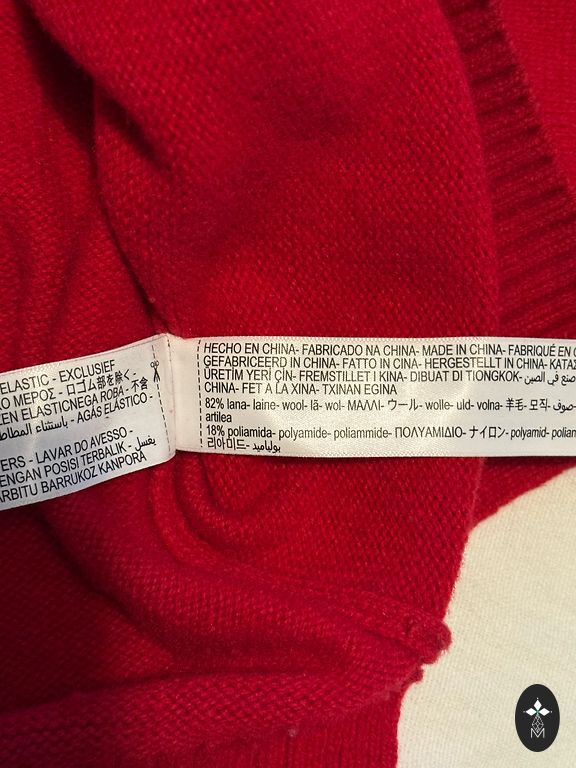 ELASTIC - EXCLUSIEF
ΜΕΡΟΣ - ロゴム部を除く - 不含
ZEN ELASTICNEGA ROBA- 
- AGÁS ELÁSTICO -
باستثناء المطاط
TERS - LAVAR DO AVESSO -
DENGAN POSISI TERBALIK - يغسل
ARBITU BARRUKOZ KANPORA
HECHO EN CHINA- FABRICADO NA CHINA- MADE IN CHINA- FABRIQUÉ EN
GEFABRICEERD IN CHINA- FATTO IN CINA- HERGESTELLT IN CHINA-
ÜRETİM YERİ ÇİN- FREMSTILLET I KINA- DIBUAT DI TIONGKOK- صنع في الصين-
CHINA- FET A LA XINA- TXINAN EGINA
82% lana- laine- wool- lã- wol- ΜΑΛΛΙ- ウール- wolle- uld- volna- 羊毛- 모직- صوف-
artilea
18% poliamida- polyamide- poliammide- ΠΟΛΥΑΜΙΔΙΟ- ナイロン- polyamid-
리아미드- بولياميد